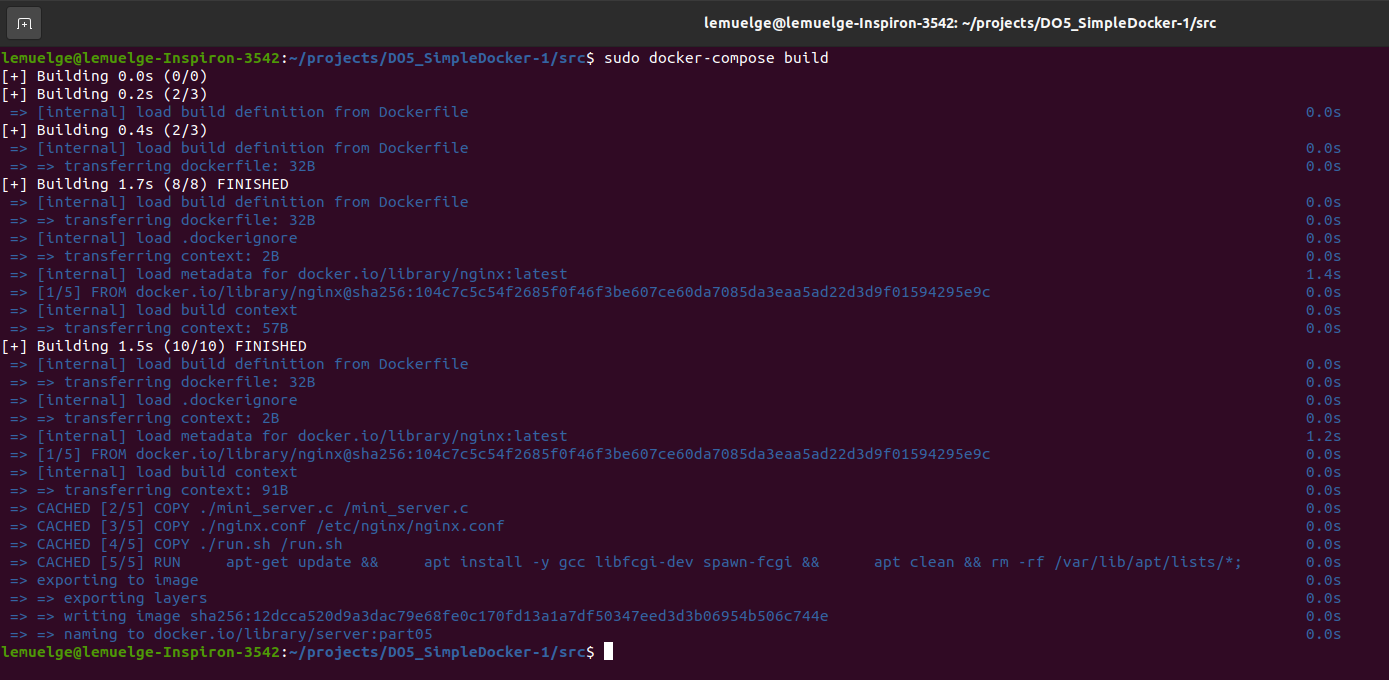 lemuelge@lemuelge-Inspiron-3542: ~/projects/DO5_SimpleDocker-1/src
lemuelge@lemuelge-Inspiron-3542:~/projects/DO5_SimpleDocker-1/src$ sudo docker-compose build
[+] Building 0.0s (0/0)
[+] Building 0.2s (2/3)
=> [internal] load build definition from Dockerfile 0.0s
[+] Building 0.4s (2/3)
=> [internal] load build definition from Dockerfile 0.0s
=> => transferring dockerfile: 32B 0.0s
[+] Building 1.7s (8/8) FINISHED
=> [internal] load build definition from Dockerfile 0.0s
=> => transferring dockerfile: 32B 0.0s
=> [internal] load .dockerignore 0.0s
=> => transferring context: 2B 0.0s
=> [internal] load metadata for docker.io/library/nginx:latest 1.4s
=> [1/5] FROM docker.io/library/nginx@sha256:104c7c5c54f2685f0f46f3be607ce60da7085da3eaa5ad22d3d9f01594295e9c 0.0s
=> [internal] load build context 0.0s
=> => transferring context: 57B 0.0s
[+] Building 1.5s (10/10) FINISHED
=> [internal] load build definition from Dockerfile 0.0s
=> => transferring dockerfile: 32B 0.0s
=> [internal] load .dockerignore 0.0s
=> => transferring context: 2B 0.0s
=> [internal] load metadata for docker.io/library/nginx:latest 1.2s
=> [1/5] FROM docker.io/library/nginx@sha256:104c7c5c54f2685f0f46f3be607ce60da7085da3eaa5ad22d3d9f01594295e9c 0.0s
=> [internal] load build context 0.0s
=> => transferring context: 91B 0.0s
=> CACHED [2/5] COPY ./mini_server.c /mini_server.c 0.0s
=> CACHED [3/5] COPY ./nginx.conf /etc/nginx/nginx.conf 0.0s
=> CACHED [4/5] COPY ./run.sh /run.sh 0.0s
=> CACHED [5/5] RUN     apt-get update &&     apt install -y gcc libfcgi-dev spawn-fcgi &&      apt clean && rm -rf /var/lib/apt/lists/*; 0.0s
=> exporting to image 0.0s
=> => exporting layers 0.0s
=> => writing image sha256:12dcca520d9a3dac79e68fe0c170fd13a1a7df50347eed3d3b06954b506c744e 0.0s
=> => naming to docker.io/library/server:part05 0.0s
lemuelge@lemuelge-Inspiron-3542:~/projects/DO5_SimpleDocker-1/src$